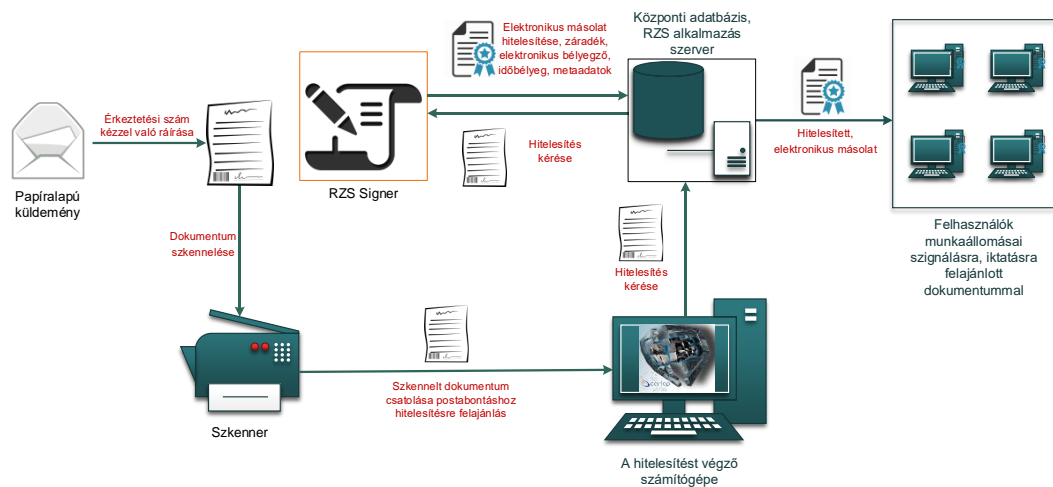 Elektronikus másolat
hitelesítése, záradék,
elektronikus bélyegző,
időbélyeg, metaadatok
Központi adatbázis,
RZS alkalmazás
szerver
Érkeztetési szám
kézzel való ráírása
Hitelesítés
kérése
Hitelesített,
elektronikus másolat
Papíralapú
küldemény
RZS Signer
Dokumentum
szkennelése
Hitelesítés
kérése
Felhasználók
munkaállomásai
szignálásra, iktatásra
felajánlott
dokumentummal
Szkennelt dokumentum
csatolása postabontáshoz
hitelesítésre felajánlás
Szkenner
A hitelesítést végző
számítógépe